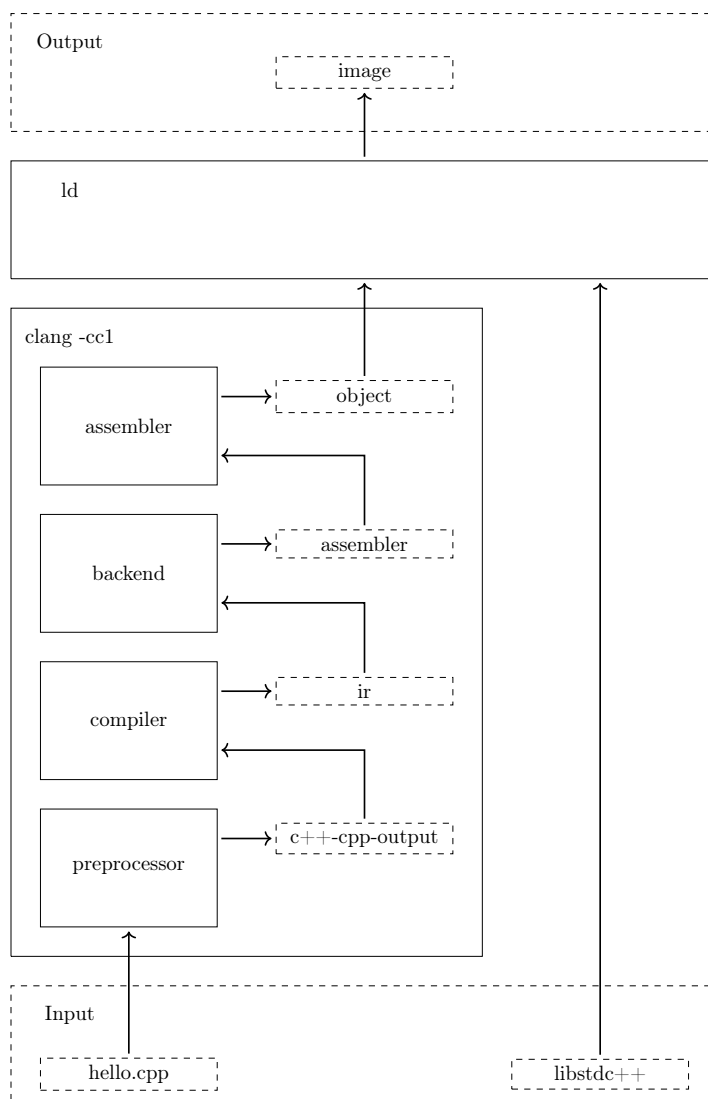 Output
image
ld
clang -cc1
object
assembler
assembler
backend
ir
compiler
c++-cpp-output
preprocessor
Input
hello.cpp
libstdc++